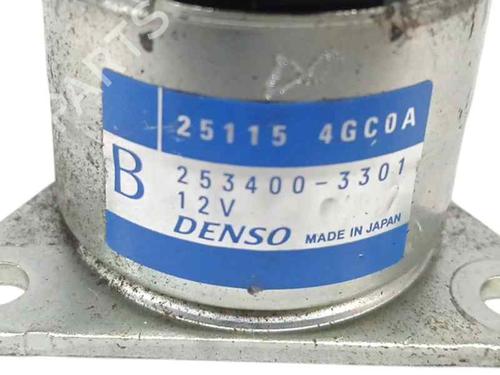 25115 4GC0A
B 253400-3301
12V
DENSO MADE IN JAPAN